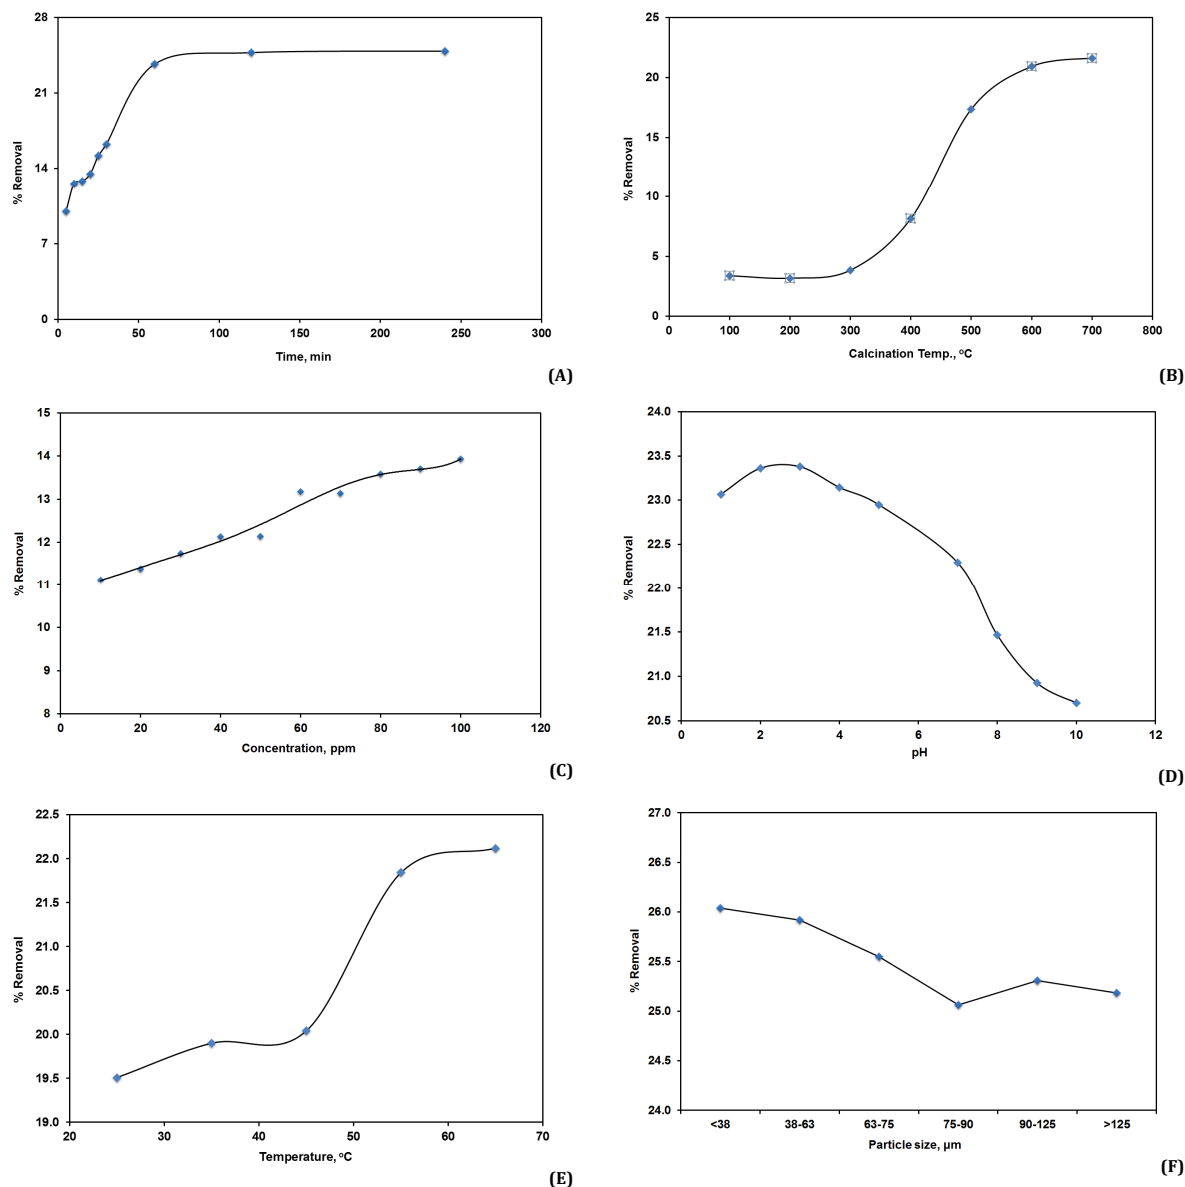 28
21
14
7
0
% Removal
0 50 100 150 200 250 300
Time, min
(A)
25
20
15
10
5
0
% Removal
0 100 200 300 400 500 600 700 800
Calcination Temp., °C
(B)
15
14
13
12
11
10
9
8
% Removal
0 20 40 60 80 100 120
Concentration, ppm
(C)
24.0
23.5
23.0
22.5
22.0
21.5
21.0
20.5
% Removal
0 2 4 6 8 10 12
pH
(D)
22.5
22.0
21.5
21.0
20.5
20.0
19.5
19.0
% Removal
20 30 40 50 60 70
Temperature, °C
(E)
27.0
26.5
26.0
25.5
25.0
24.5
24.0
% Removal
<38 38-63 63-75 75-90 90-125 >125
Particle size, µm
(F)